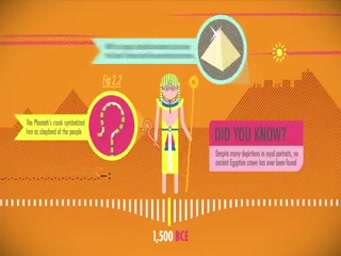 Fig 2.2
The Pharaoh's crook symbolized
him as shepherd of the people
DID YOU KNOW?
Despite many depictions in royal portraits, no
ancient Egyptian crown has ever been found
1,500 BCE